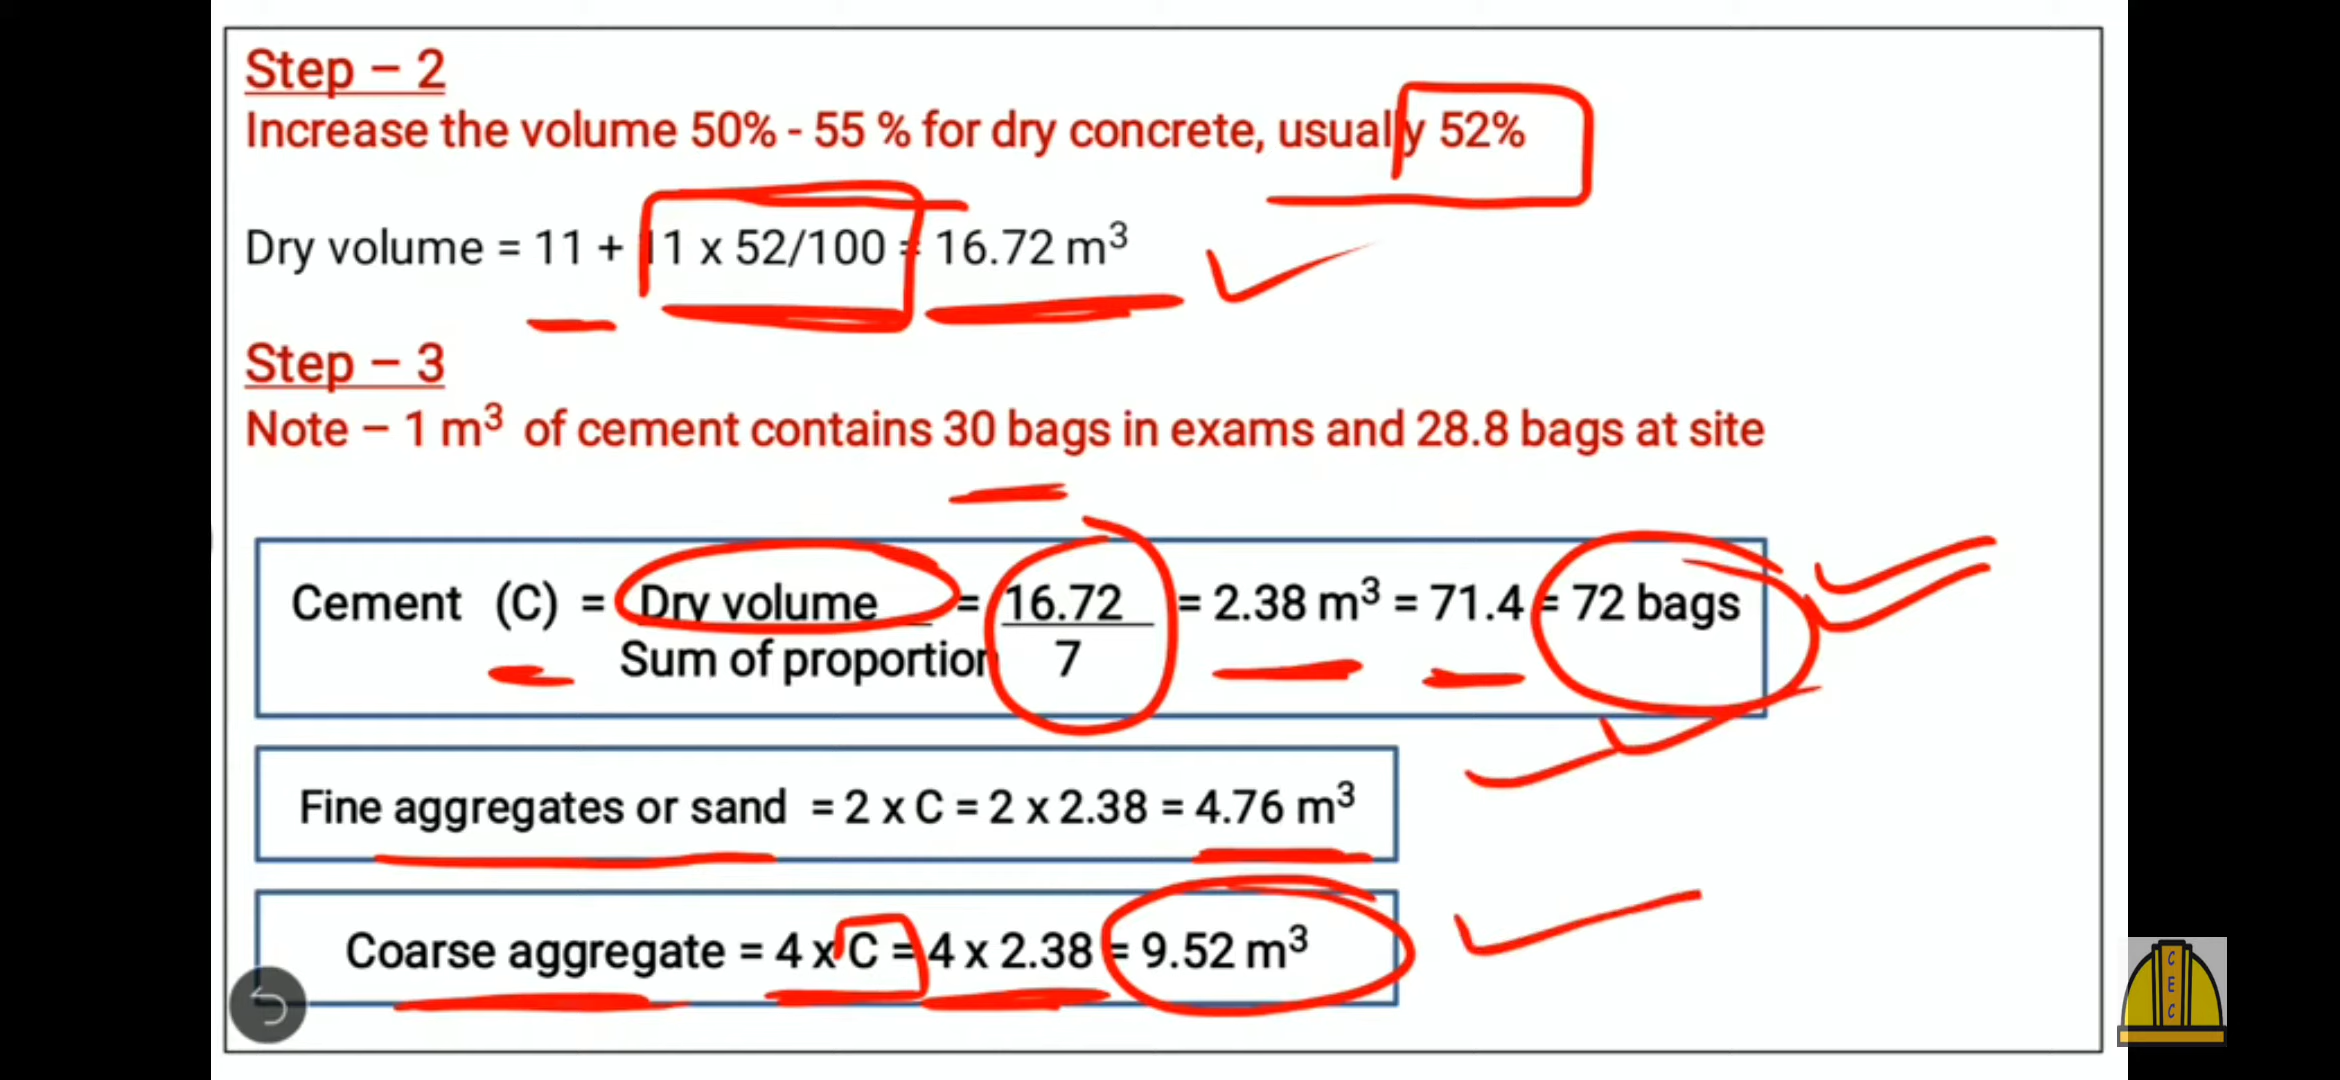 Step – 2
Increase the volume 50% - 55 % for dry concrete, usually 52%
Dry volume = 11 + 11 x 52/100 = 16.72 m³
Step – 3
Note – 1 m³ of cement contains 30 bags in exams and 28.8 bags at site
Cement (C) = Dry volume = 16.72 = 2.38 m³ = 71.4 = 72 bags
Sum of proportion 7
Fine aggregates or sand = 2 x C = 2 x 2.38 = 4.76 m³
Coarse aggregate = 4 x C = 4 x 2.38 = 9.52 m³
C
E
C